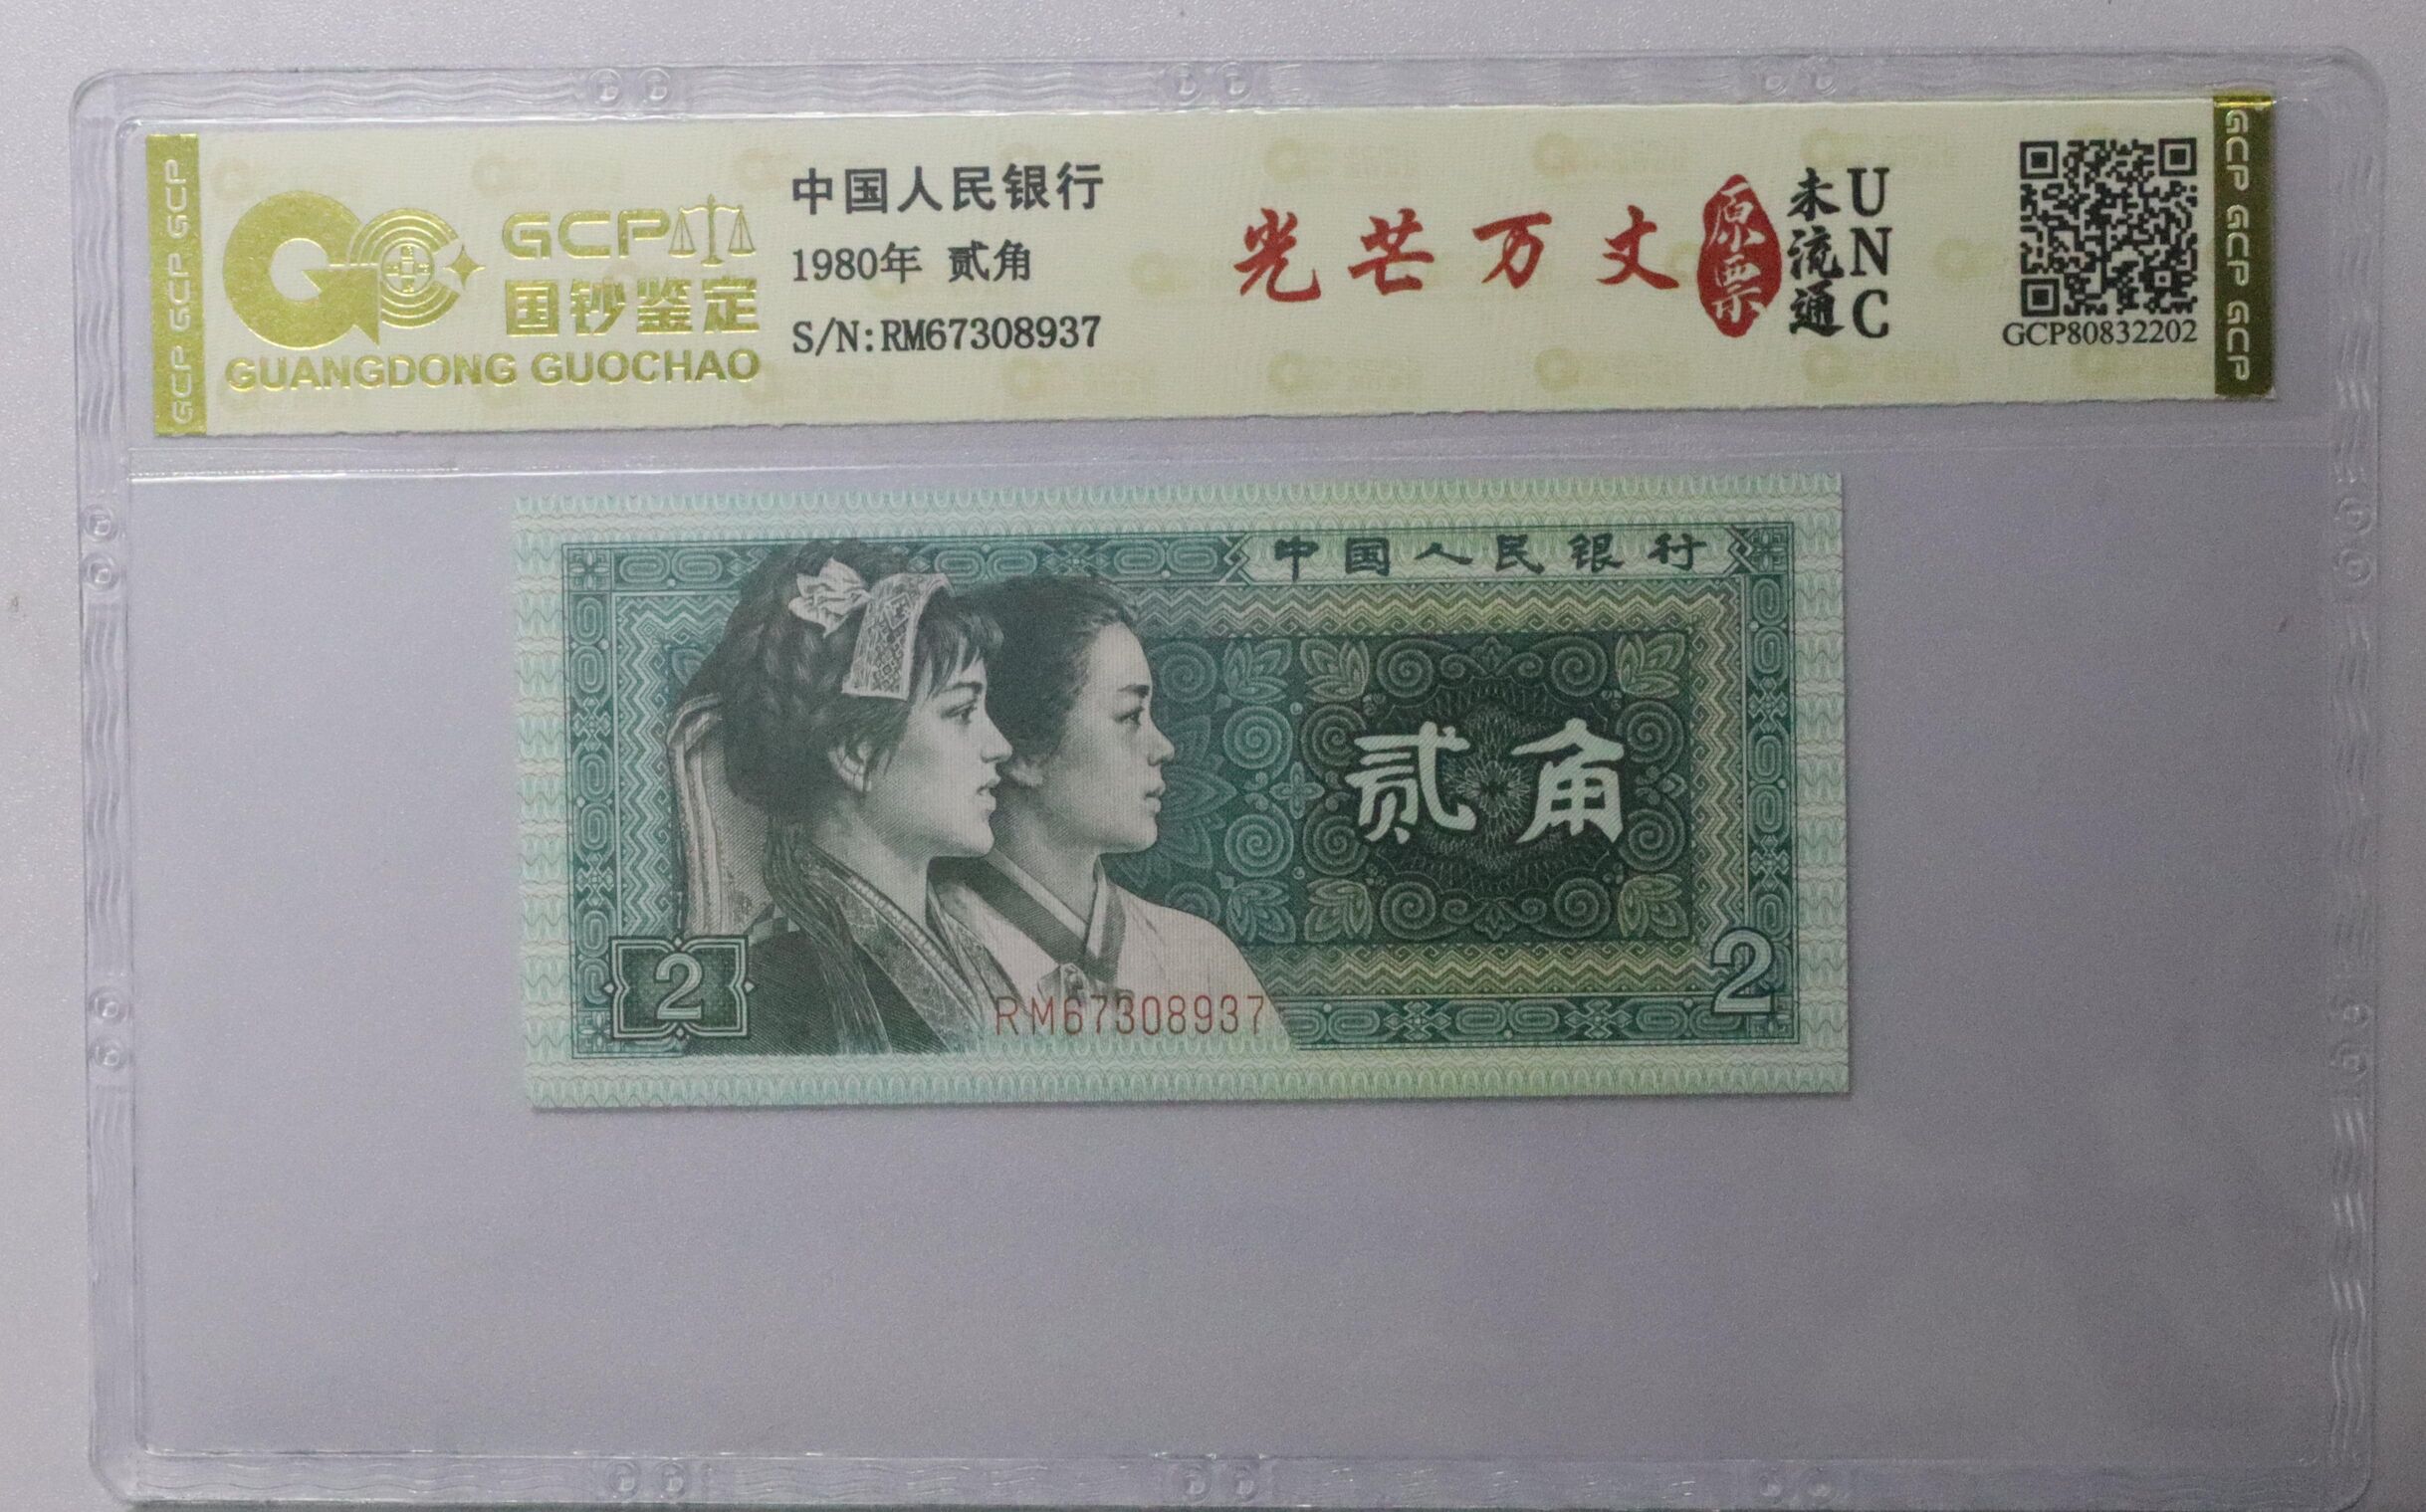 GCP GCP GCP
GCP
国钞鉴定
GUANGDONG GUOCHAO
中国人民银行
1980年 贰角
S/N:RM67308937
光芒万丈
原票
未流通
UNC
GCP80832202
GCP GCP GCP
中国人民银行
贰角
2
2
RM67308937